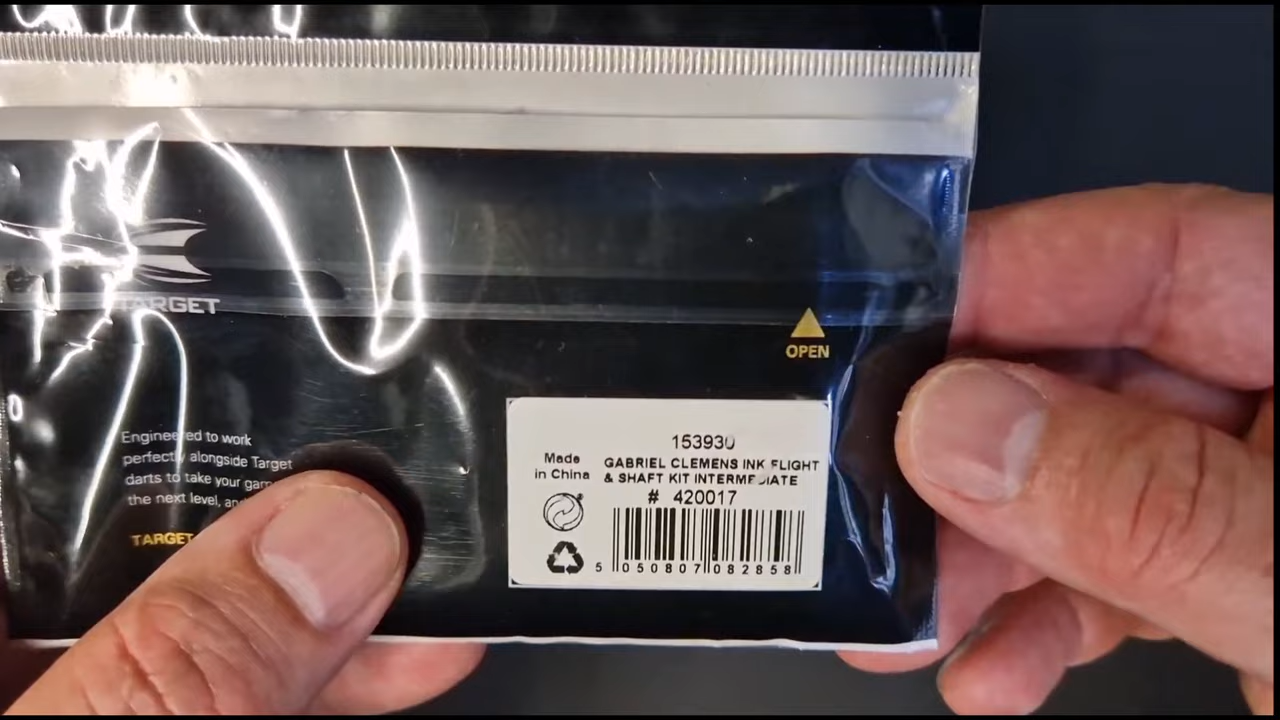 TARGET
OPEN
Engineered to work
perfectly alongside Target
darts to take your game
the next level, and
TARGET
153930
Made
in China
GABRIEL CLEMENS INK FLIGHT
& SHAFT KIT INTERMEDIATE
# 420017
5 050807 082858